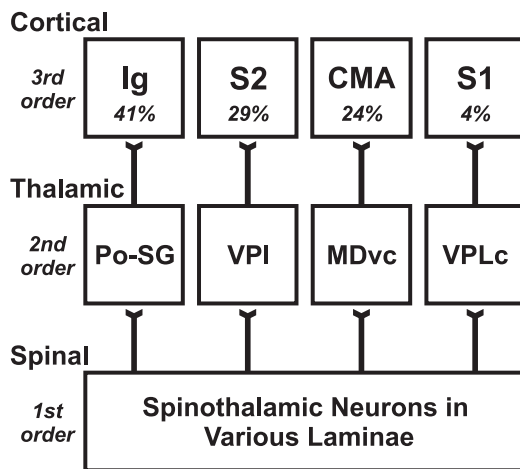 Cortical
3rd
order
Ig
41%
S2
29%
CMA
24%
S1
4%
Thalamic
2nd
order
Po-SG
VPI
MDvc
VPLc
Spinal
1st
order
Spinothalamic Neurons in
Various Laminae